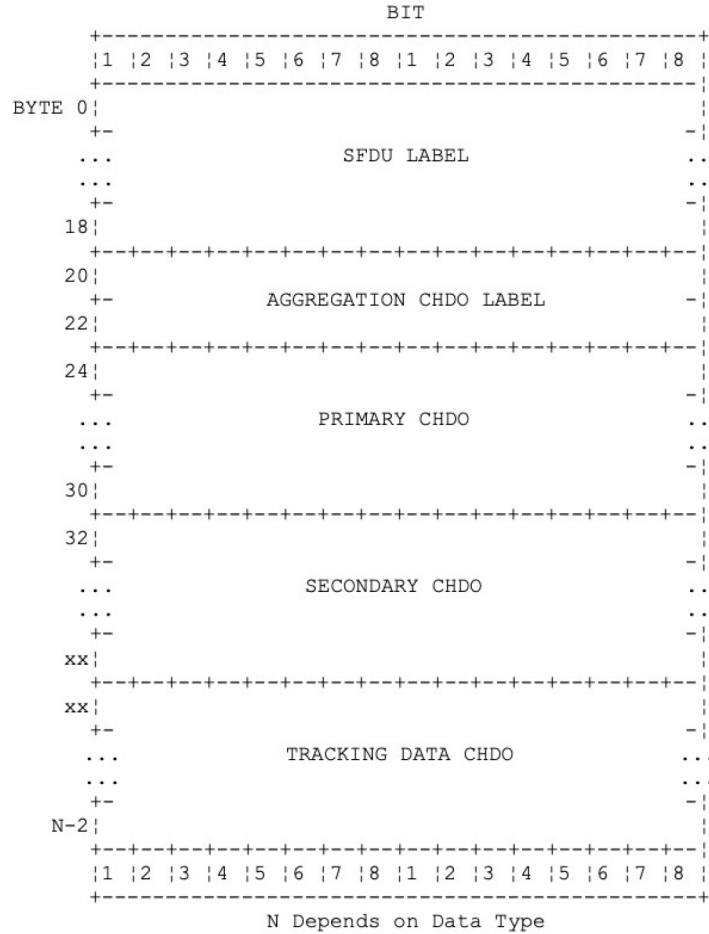 BIT
+-----------------------------------------------+
¦1 ¦2 ¦3 ¦4 ¦5 ¦6 ¦7 ¦8 ¦1 ¦2 ¦3 ¦4 ¦5 ¦6 ¦7 ¦8 ¦
+-----------------------------------------------¦
BYTE 0¦
+- -¦
... SFDU LABEL ..
... ..
+- -¦
18¦ ¦
+--+--+--+--+--+--+--+--+--+--+--+--+--+--+--+--¦
20¦ ¦
+- AGGREGATION CHDO LABEL -¦
22¦ ¦
+--+--+--+--+--+--+--+--+--+--+--+--+--+--+--+--¦
24¦ ¦
+- -¦
... PRIMARY CHDO ..
... ..
+- -¦
30¦ ¦
+--+--+--+--+--+--+--+--+--+--+--+--+--+--+--+--¦
32¦ ¦
+- -¦
... SECONDARY CHDO ..
... ..
+- -¦
xx¦ ¦
+--+--+--+--+--+--+--+--+--+--+--+--+--+--+--+--¦
xx¦ ¦
+- -¦
... TRACKING DATA CHDO ...
... ...
+- -¦
N-2¦ ¦
+--+--+--+--+--+--+--+--+--+--+--+--+--+--+--+--¦
¦1 ¦2 ¦3 ¦4 ¦5 ¦6 ¦7 ¦8 ¦1 ¦2 ¦3 ¦4 ¦5 ¦6 ¦7 ¦8 ¦
+-----------------------------------------------+
N Depends on Data Type